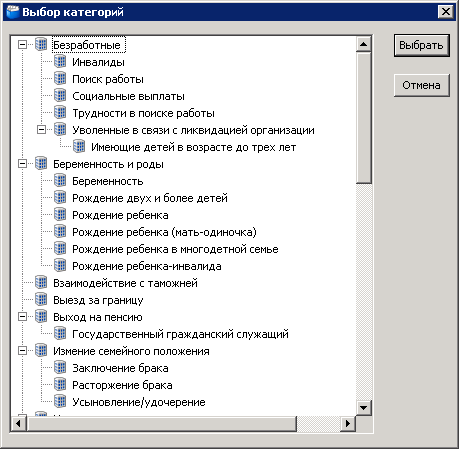 Выбор категорий
Безработные
Инвалиды
Поиск работы
Социальные выплаты
Трудности в поиске работы
Уволенные в связи с ликвидацией организации
Имеющие детей в возрасте до трех лет
Беременность и роды
Беременность
Рождение двух и более детей
Рождение ребенка
Рождение ребенка (мать-одиночка)
Рождение ребенка в многодетной семье
Рождение ребенка-инвалида
Взаимодействие с таможней
Выезд за границу
Выход на пенсию
Государственный гражданский служащий
Измение семейного положения
Заключение брака
Расторжение брака
Усыновление/удочерение
Выбрать
Отмена